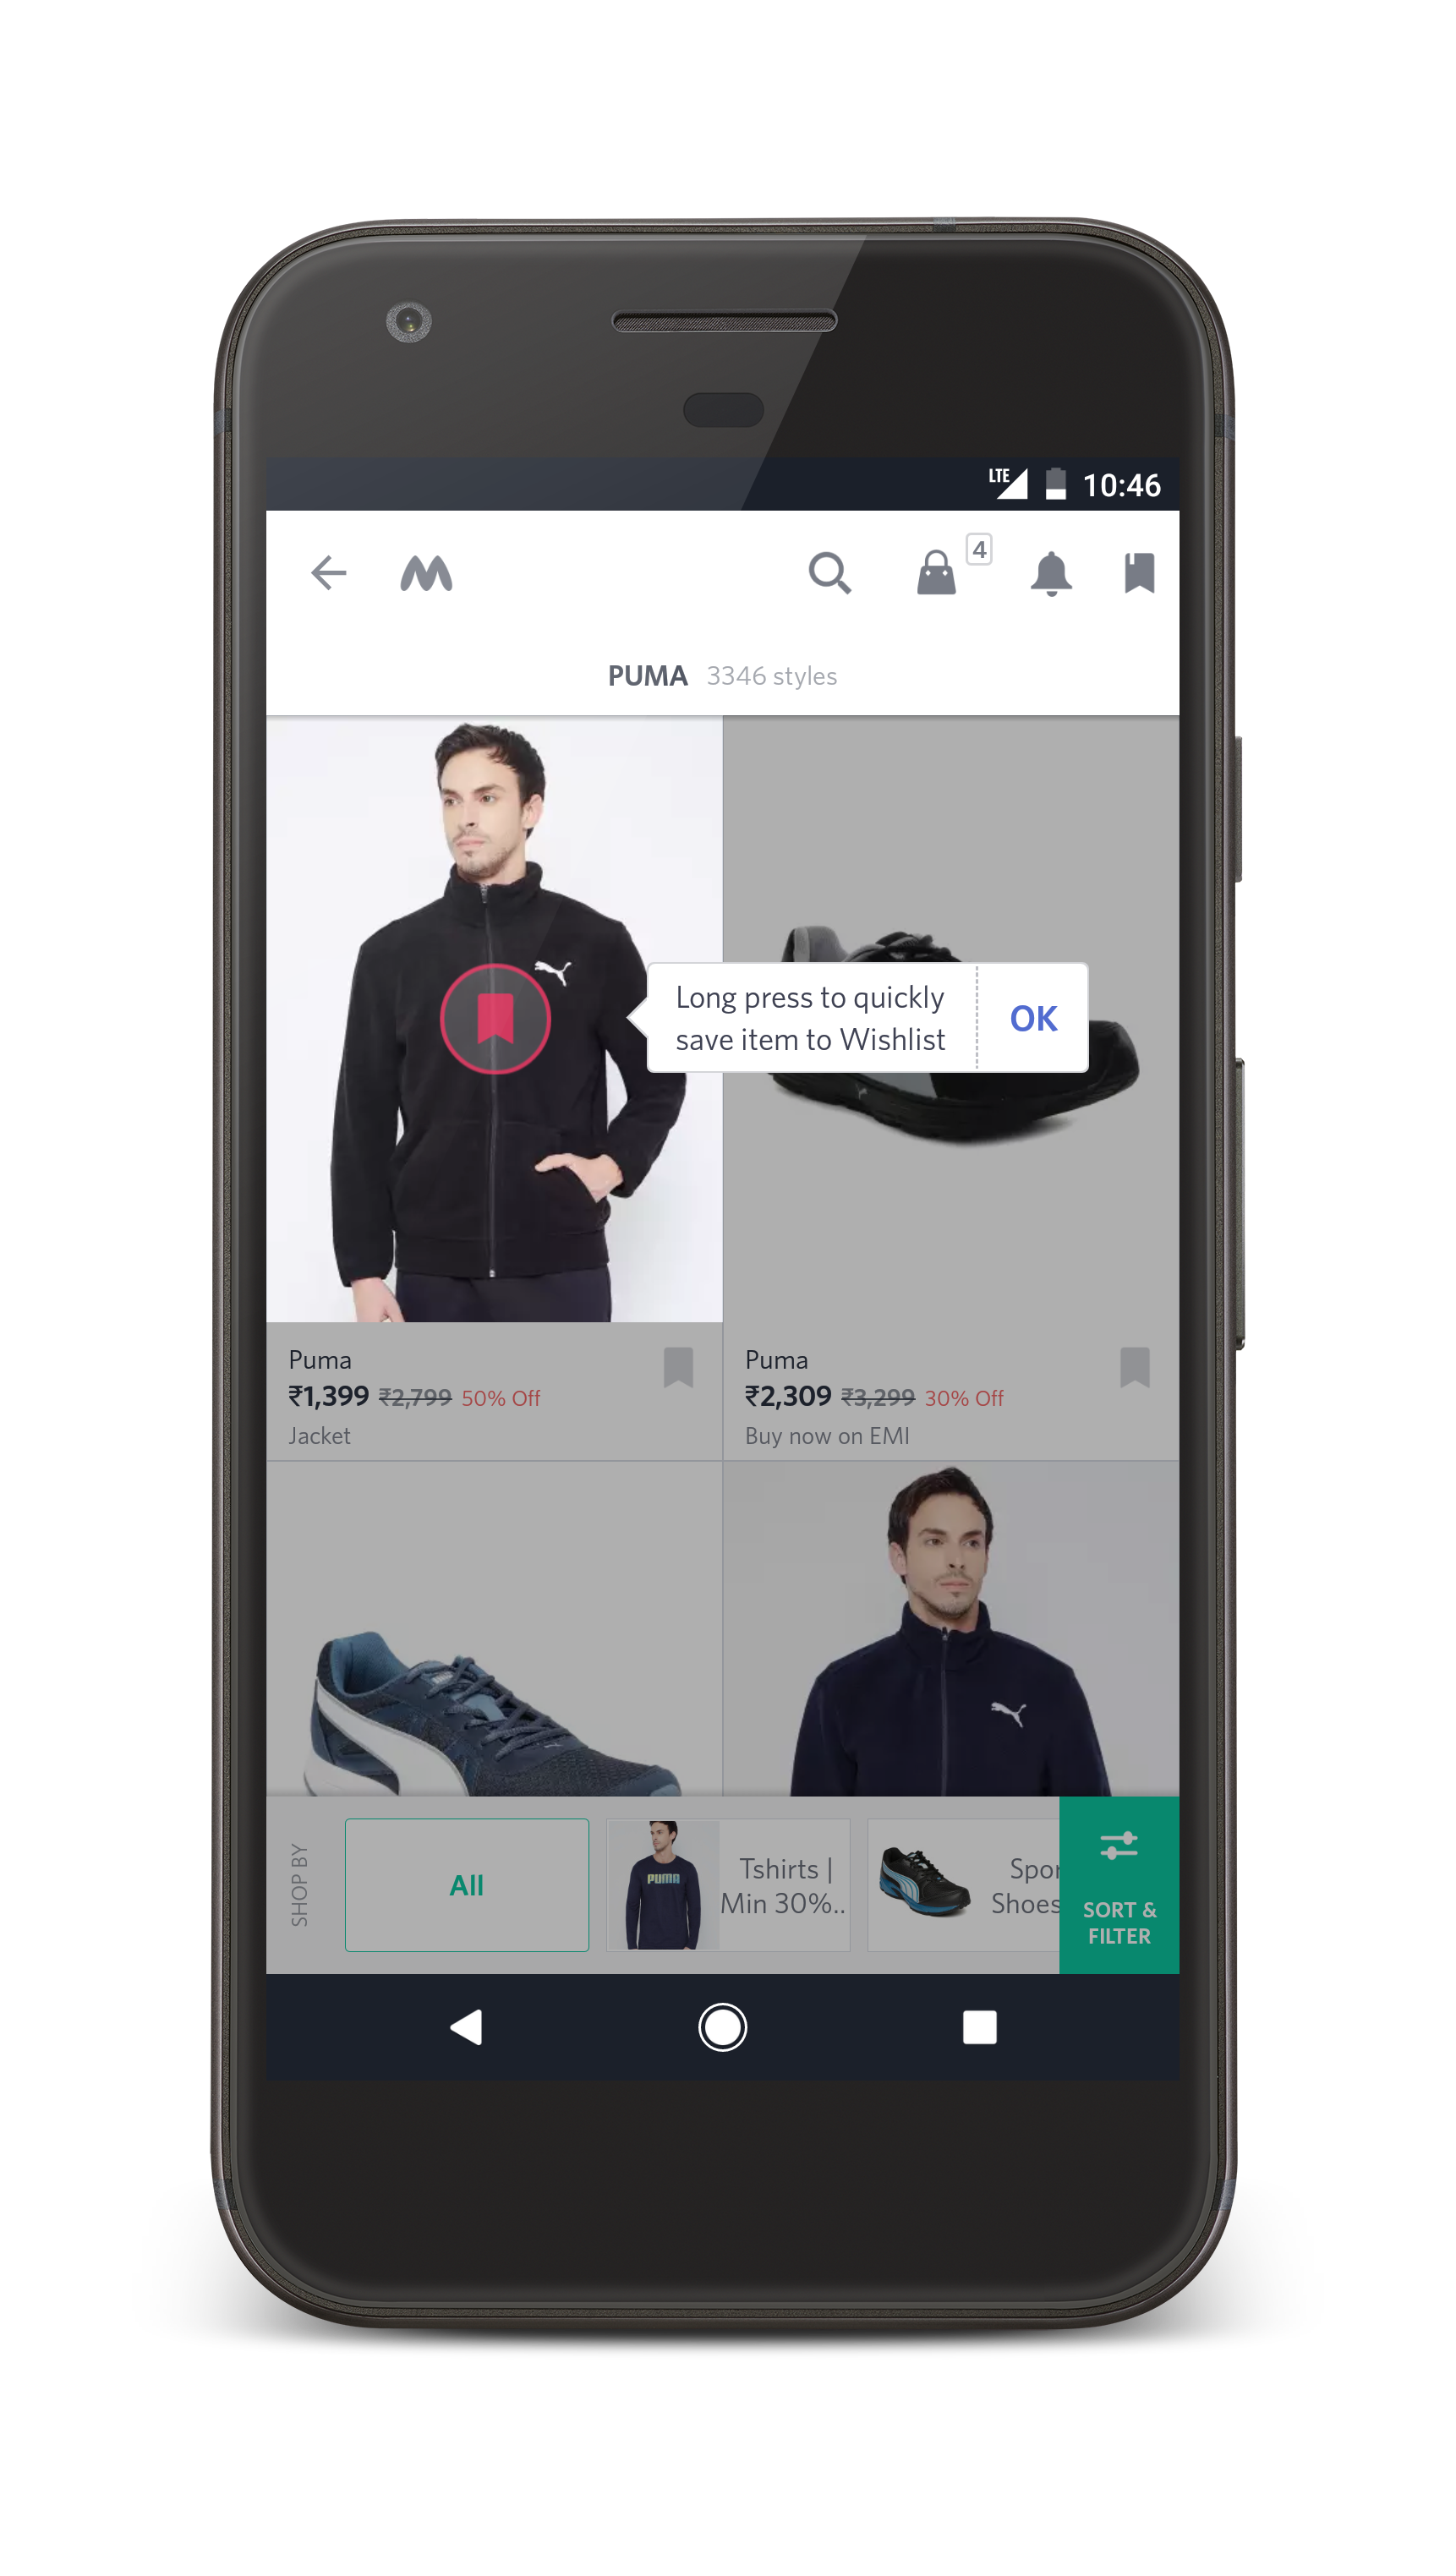 LTE 10:46
4
PUMA 3346 styles
Long press to quickly
save item to Wishlist
OK
Puma
₹1,399 ₹2,799 50% Off
Jacket
Puma
₹2,309 ₹3,299 30% Off
Buy now on EMI
SHOP BY
All
PUMA
Tshirts |
Min 30%..
Spor
Shoes
SORT &
FILTER